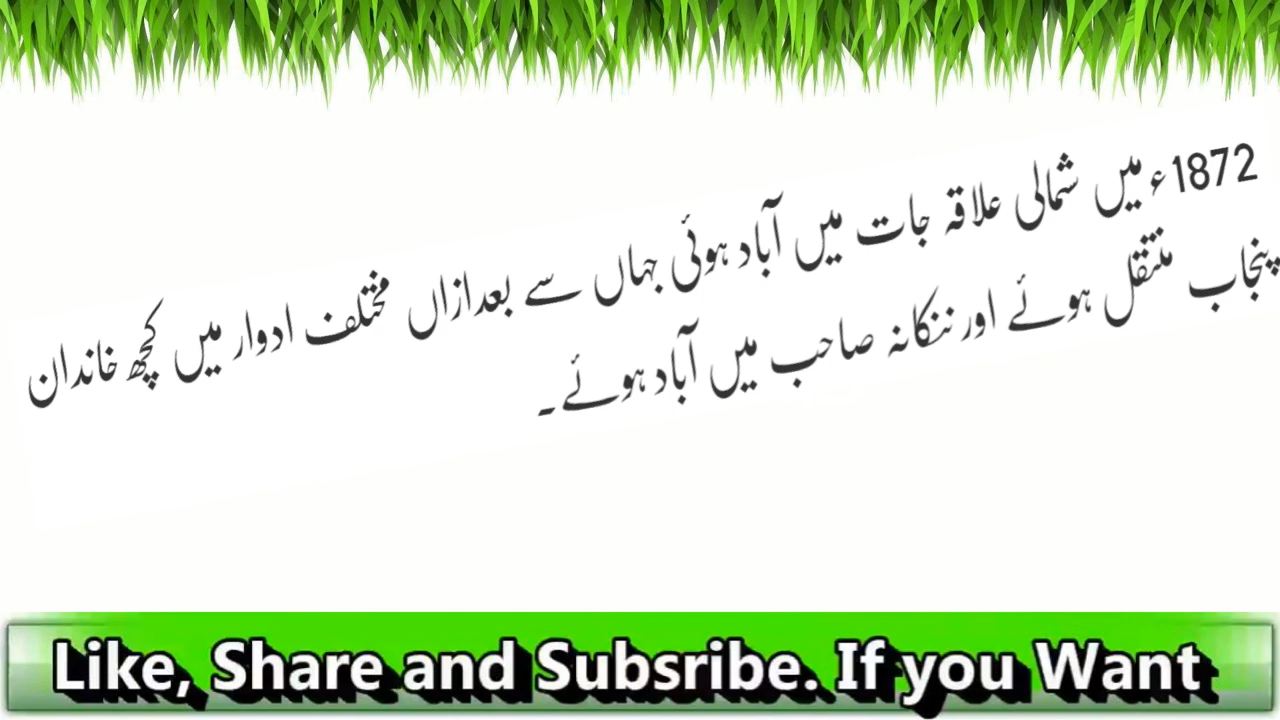 1872ء میں شمالی علاقہ جات میں آباد ہوئی جہاں سے بعدازاں مختلف ادوار میں کچھ خاندان
پنجاب منتقل ہوئے اور ننکانہ صاحب میں آباد ہوئے۔
Like, Share and Subsribe. If you Want